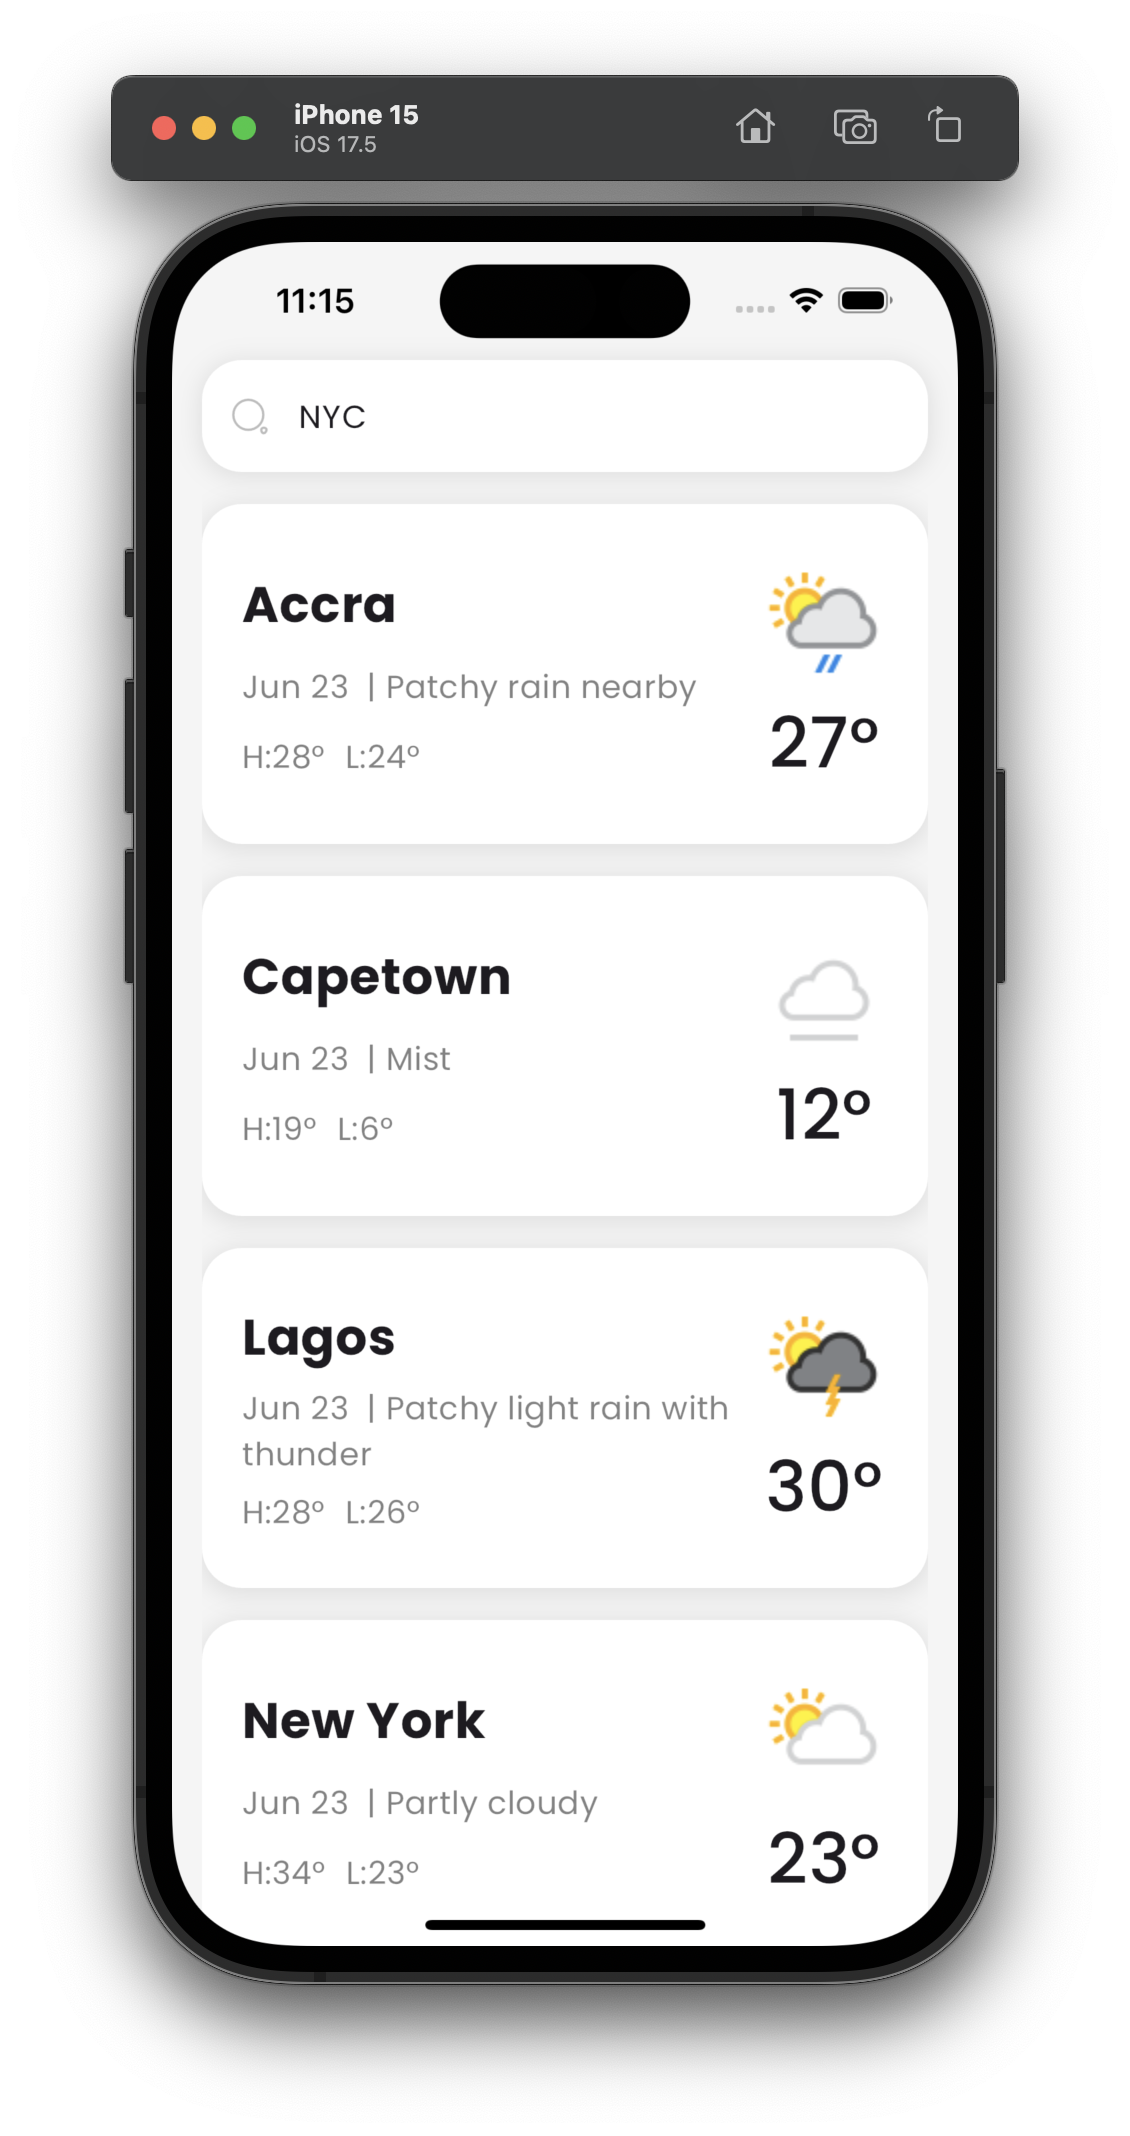 iPhone 15
iOS 17.5
11:15
NYC
Accra
Jun 23 | Patchy rain nearby
H:28° L:24°
27°
Capetown
Jun 23 | Mist
H:19° L:6°
12°
Lagos
Jun 23 | Patchy light rain with
thunder
H:28° L:26°
30°
New York
Jun 23 | Partly cloudy
H:34° L:23°
23°